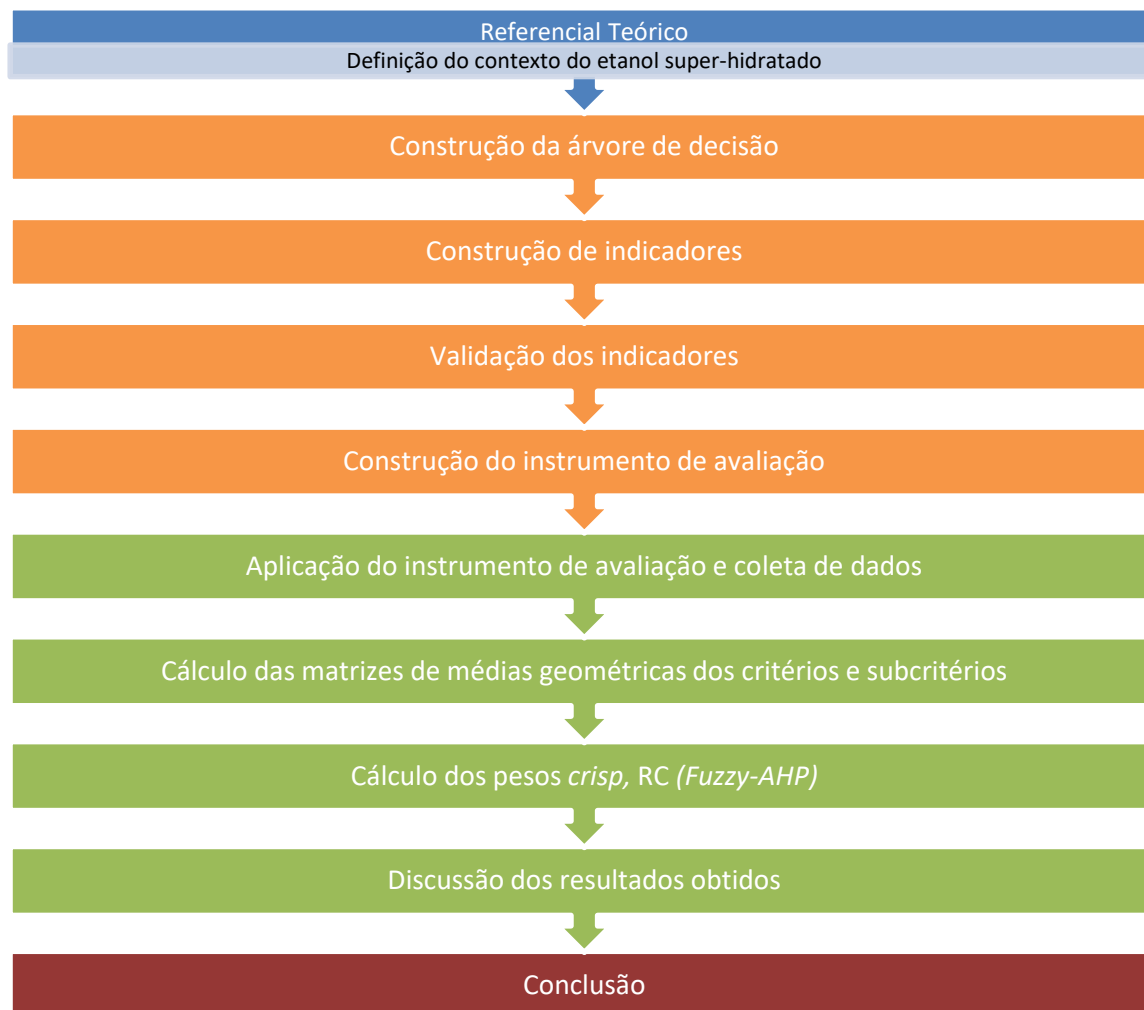 Referencial Teórico
Definição do contexto do etanol super-hidratado
Construção da árvore de decisão
Construção de indicadores
Validação dos indicadores
Construção do instrumento de avaliação
Aplicação do instrumento de avaliação e coleta de dados
Cálculo das matrizes de médias geométricas dos critérios e subcritérios
Cálculo dos pesos crisp, RC (Fuzzy-AHP)
Discussão dos resultados obtidos
Conclusão